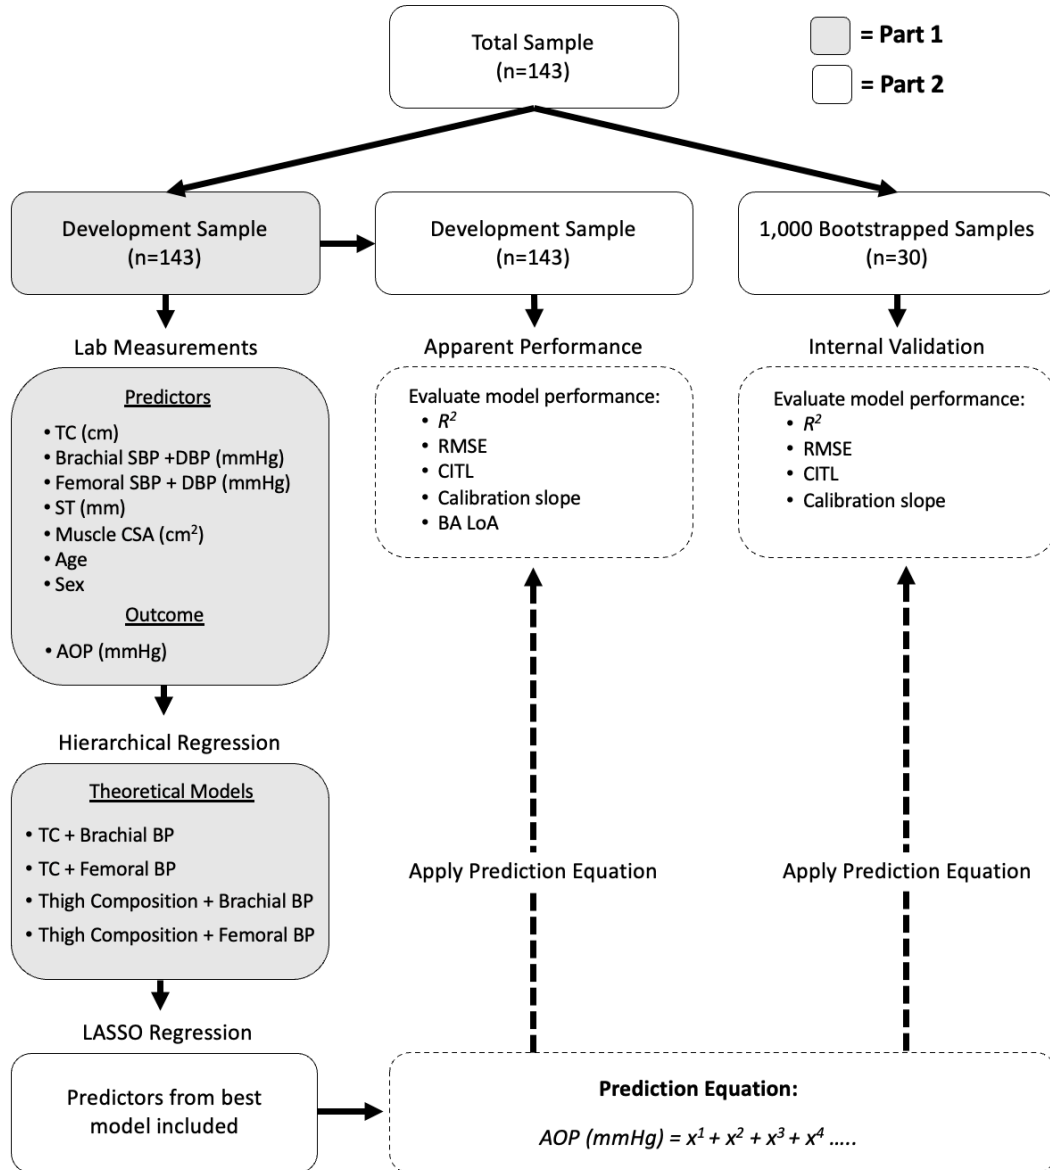 Total Sample
(n=143)
= Part 1
= Part 2
Development Sample
(n=143)
Development Sample
(n=143)
1,000 Bootstrapped Samples
(n=30)
Lab Measurements
Apparent Performance
Internal Validation
Predictors
• TC (cm)
• Brachial SBP +DBP (mmHg)
• Femoral SBP + DBP (mmHg)
• ST (mm)
• Muscle CSA (cm²)
• Age
• Sex
Outcome
• AOP (mmHg)
Evaluate model performance:
• R²
• RMSE
• CITL
• Calibration slope
• BA LoA
Evaluate model performance:
• R²
• RMSE
• CITL
• Calibration slope
Hierarchical Regression
Theoretical Models
• TC + Brachial BP
• TC + Femoral BP
• Thigh Composition + Brachial BP
• Thigh Composition + Femoral BP
Apply Prediction Equation
Apply Prediction Equation
LASSO Regression
Predictors from best
model included
Prediction Equation:
AOP (mmHg) = x¹ + x² + x³ + x⁴ .....